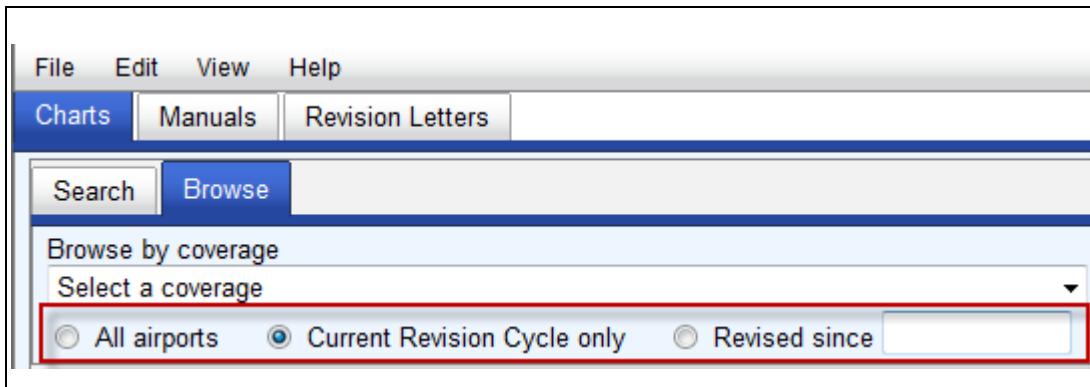 File Edit View Help
Charts Manuals Revision Letters
Search Browse
Browse by coverage
Select a coverage
All airports Current Revision Cycle only Revised since